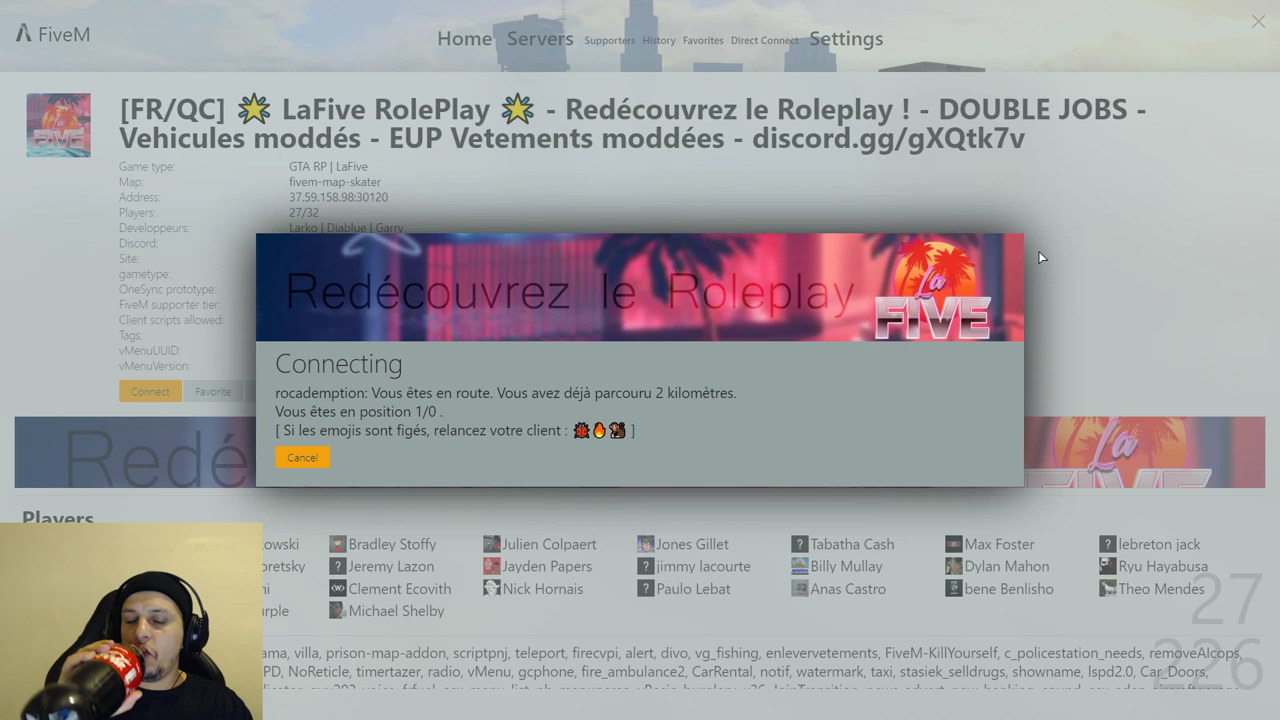 FiveM
Home Servers Supporters History Favorites Direct Connect Settings
[FR/QC] 🌟 LaFive RolePlay 🌟 - Redécouvrez le Roleplay ! - DOUBLE JOBS -
Vehicules moddés - EUP Vetements moddées - discord.gg/gXQtk7v
Game type: GTA RP | LaFive
Map: fivem-map-skater
Address: 37.59.158.98:30120
Players: 27/32
Developpeurs: Larko | Diablue | Garry
Discord:
Site:
gametype:
OneSync prototype:
FiveM supporter tier:
Client scripts allowed:
Tags:
vMenuUUID:
vMenuVersion:
Connect Favorite
Redécouvrez le Roleplay
La
FIVE
Connecting
rocademption: Vous êtes en route. Vous avez déjà parcouru 2 kilomètres.
Vous êtes en position 1/0 .
[ Si les emojis sont figés, relancez votre client : 🐞🔥🐿 ]
Cancel
Players
Bradley Stoffy Julien Colpaert Jones Gillet Tabatha Cash Max Foster lebreton jack
Jeremy Lazon Jayden Papers jimmy lacourte Billy Mullay Dylan Mahon Ryu Hayabusa
Clement Ecovith Nick Hornais Paulo Lebat Anas Castro bene Benlisho Theo Mendes
Michael Shelby
27
226
villa, prison-map-addon, scriptpnj, teleport, firecvpi, alert, divo, vg_fishing, enleververtements, FiveM-KillYourself, c_policestation_needs, removeAIcops,
NoReticle, timertazer, radio, vMenu, gcphone, fire_ambulance2, CarRental, notif, watermark, taxi, stasiek_selldrugs, showname, lspd2.0, Car_Doors,